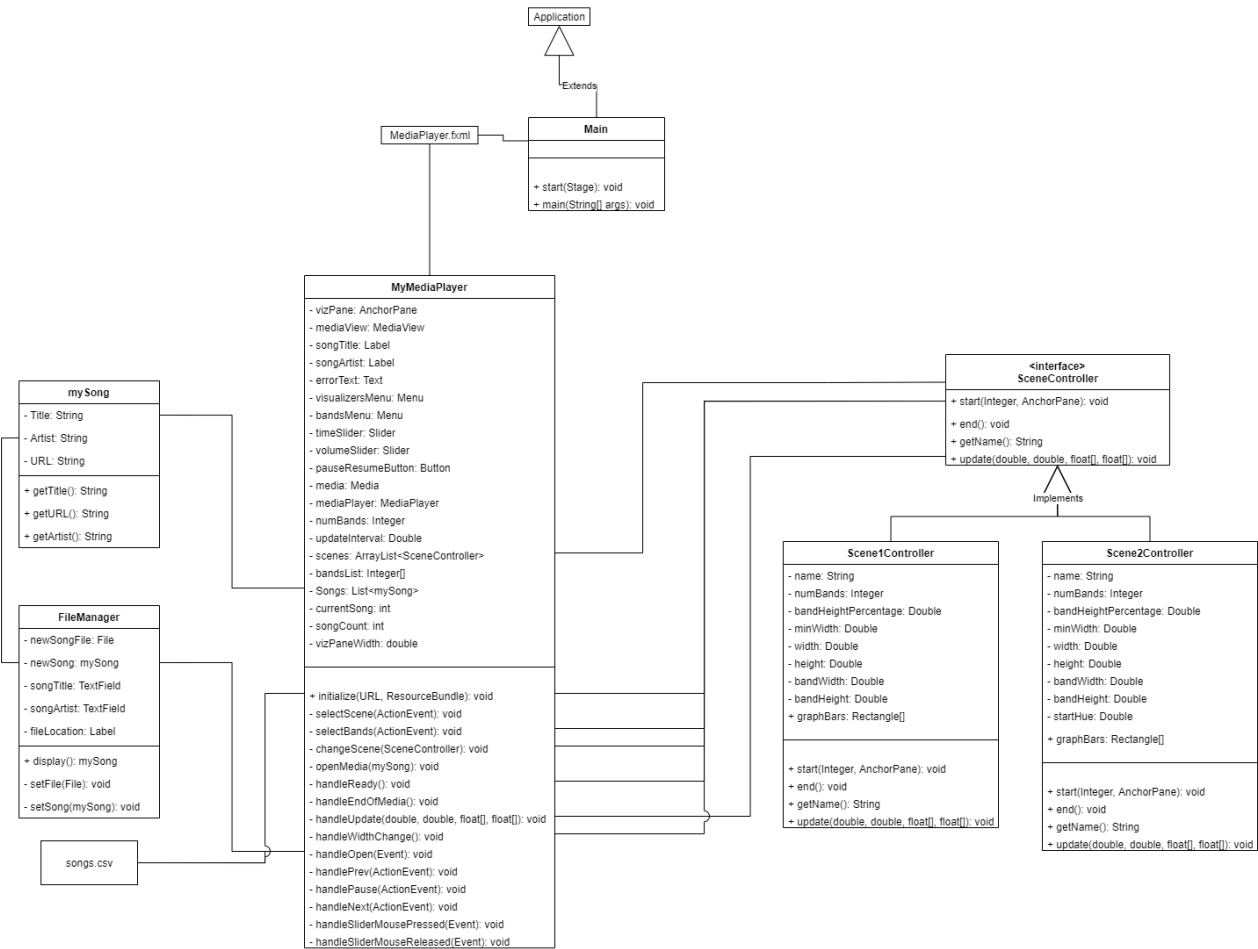 Application
Extends
Main
+ start(Stage): void
+ main(String[] args): void
MediaPlayer.fxml
MyMediaPlayer
- vizPane: AnchorPane
- mediaView: MediaView
- songTitle: Label
- songArtist: Label
- errorText: Text
- visualizersMenu: Menu
- bandsMenu: Menu
- timeSlider: Slider
- volumeSlider: Slider
- pauseResumeButton: Button
- media: Media
- mediaPlayer: MediaPlayer
- numBands: Integer
- updateInterval: Double
- scenes: ArrayList<SceneController>
- bandsList: Integer[]
- Songs: List<mySong>
- currentSong: int
- songCount: int
- vizPaneWidth: double
+ initialize(URL, ResourceBundle): void
- selectScene(ActionEvent): void
- selectBands(ActionEvent): void
- changeScene(SceneController): void
- openMedia(mySong): void
- handleReady(): void
- handleEndOfMedia(): void
- handleUpdate(double, double, float[], float[]): void
- handleWidthChange(): void
- handleOpen(Event): void
- handlePrev(ActionEvent): void
- handlePause(ActionEvent): void
- handleNext(ActionEvent): void
- handleSliderMousePressed(Event): void
- handleSliderMouseReleased(Event): void
mySong
- Title: String
- Artist: String
- URL: String
+ getTitle(): String
+ getURL(): String
+ getArtist(): String
FileManager
- newSongFile: File
- newSong: mySong
- songTitle: TextField
- songArtist: TextField
- fileLocation: Label
+ display(): mySong
- setFile(File): void
- setSong(mySong): void
songs.csv
<interface>
SceneController
+ start(Integer, AnchorPane): void
+ end(): void
+ getName(): String
+ update(double, double, float[], float[]): void
Implements
Scene1Controller
- name: String
- numBands: Integer
- bandHeightPercentage: Double
- minWidth: Double
- width: Double
- height: Double
- bandWidth: Double
- bandHeight: Double
+ graphBars: Rectangle[]
+ start(Integer, AnchorPane): void
+ end(): void
+ getName(): String
+ update(double, double, float[], float[]): void
Scene2Controller
- name: String
- numBands: Integer
- bandHeightPercentage: Double
- minWidth: Double
- width: Double
- height: Double
- bandWidth: Double
- bandHeight: Double
- startHue: Double
+ graphBars: Rectangle[]
+ start(Integer, AnchorPane): void
+ end(): void
+ getName(): String
+ update(double, double, float[], float[]): void